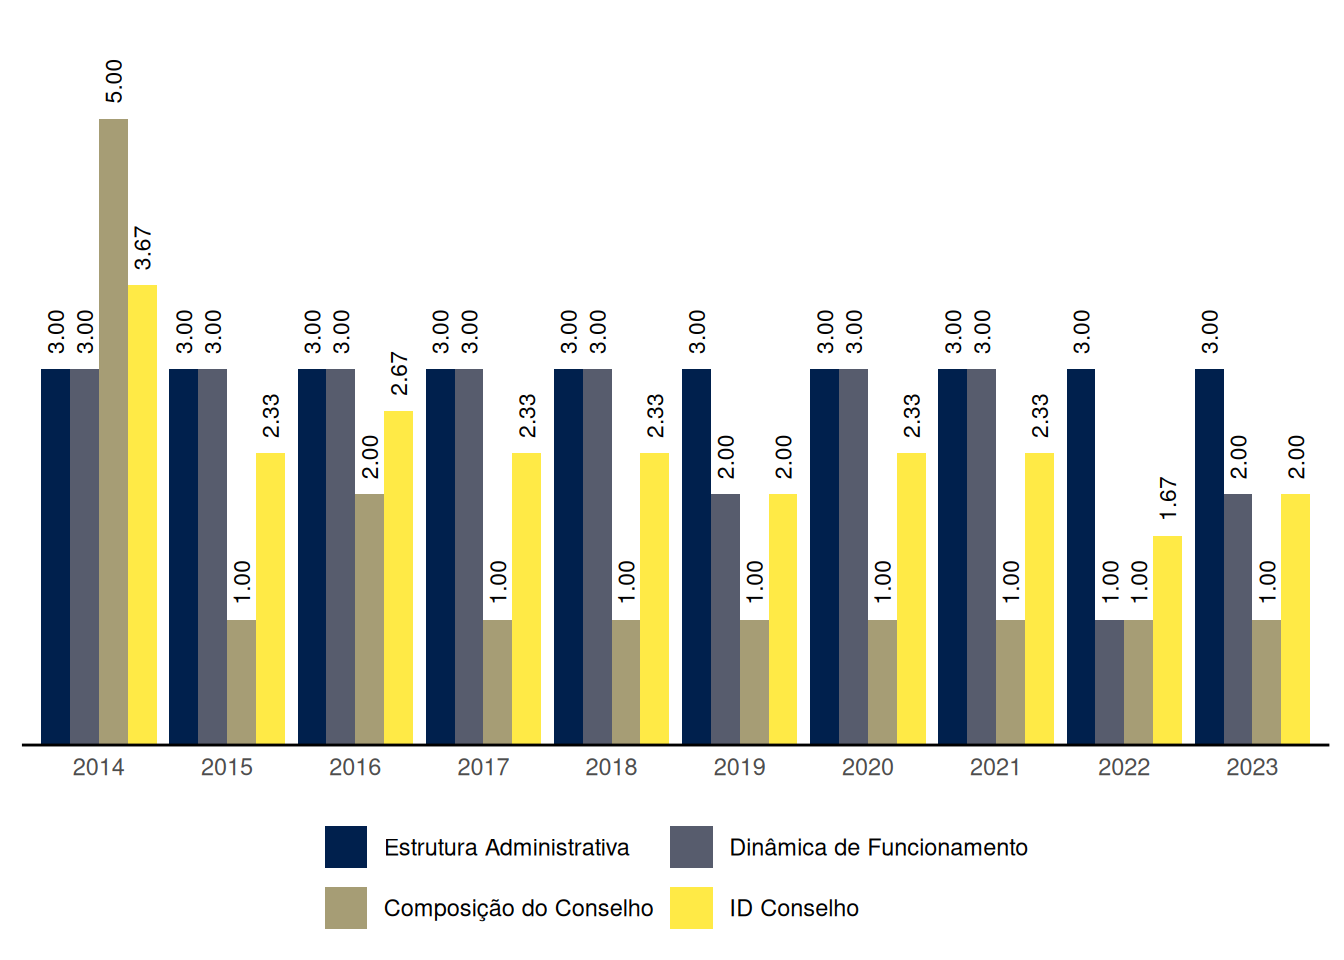 3.00 3.00 5.00 3.67
3.00 3.00 1.00 2.33
3.00 3.00 2.00 2.67
3.00 3.00 1.00 2.33
3.00 3.00 1.00 2.33
3.00 2.00 1.00 2.00
3.00 3.00 1.00 2.33
3.00 3.00 1.00 2.33
3.00 1.00 1.00 1.67
3.00 2.00 1.00 2.00
2014 2015 2016 2017 2018 2019 2020 2021 2022 2023
Estrutura Administrativa Dinâmica de Funcionamento
Composição do Conselho ID Conselho